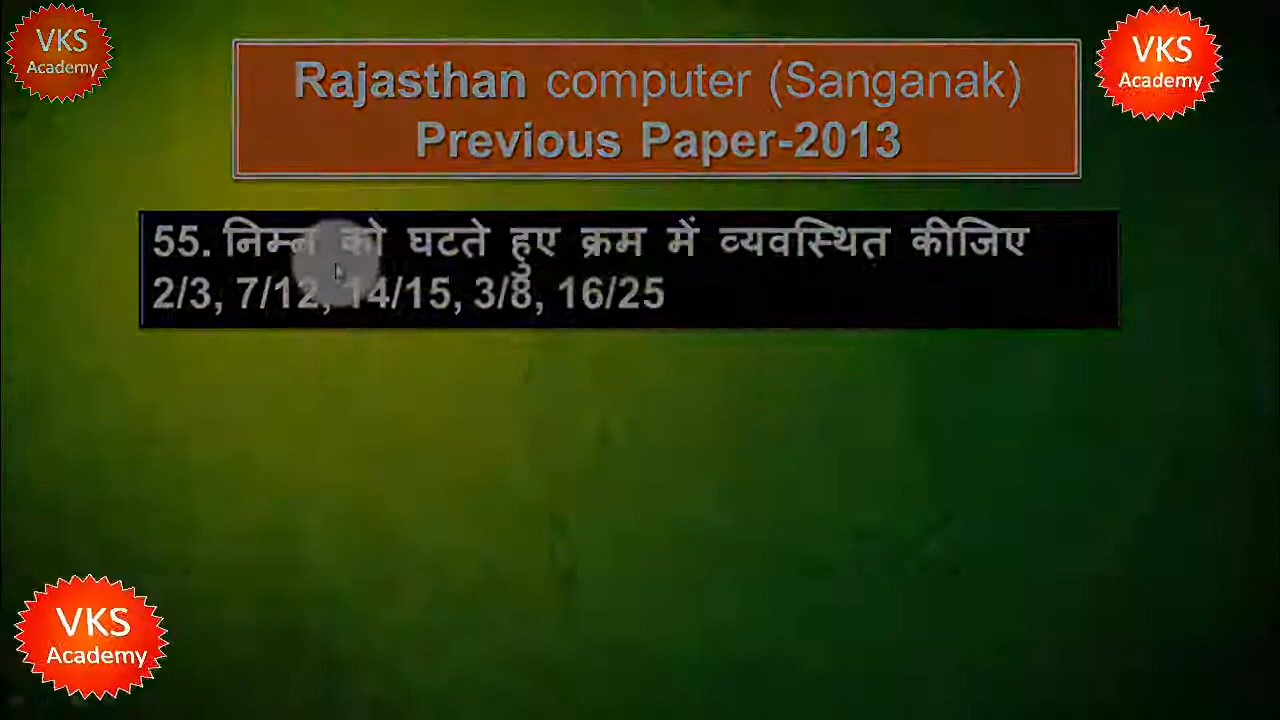 VKS
Academy
Rajasthan computer (Sanganak)
Previous Paper-2013
VKS
Academy
55. निम्न को घटते हुए क्रम में व्यवस्थित कीजिए
2/3, 7/12, 14/15, 3/8, 16/25
VKS
Academy